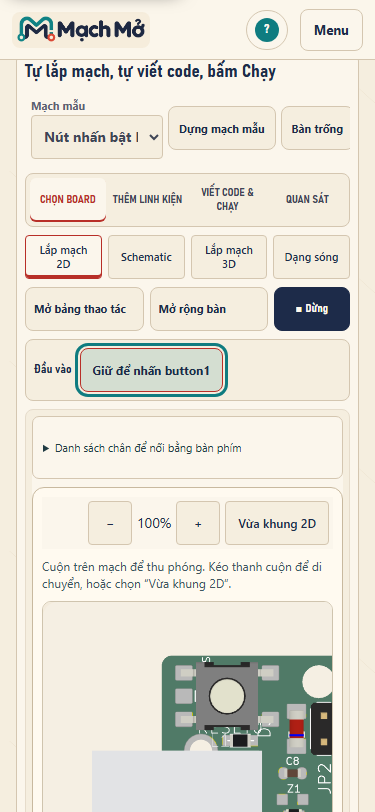 Mạch Mở
?
Menu
Tự lắp mạch, tự viết code, bấm Chạy
Mạch mẫu
Nút nhấn bật l
Dựng mạch mẫu
Bàn trống
CHỌN BOARD
THÊM LINH KIỆN
VIẾT CODE &
CHẠY
QUAN SÁT
Lắp mạch
2D
Schematic
Lắp mạch
3D
Dạng sóng
Mở bảng thao tác
Mở rộng bàn
■ Dừng
Đầu vào
Giữ để nhấn button1
▶ Danh sách chân để nối bằng bàn phím
−
100%
+
Vừa khung 2D
Cuộn trên mạch để thu phóng. Kéo thanh cuộn để di
chuyển, hoặc chọn “Vừa khung 2D”.
C8
Z1
JP2